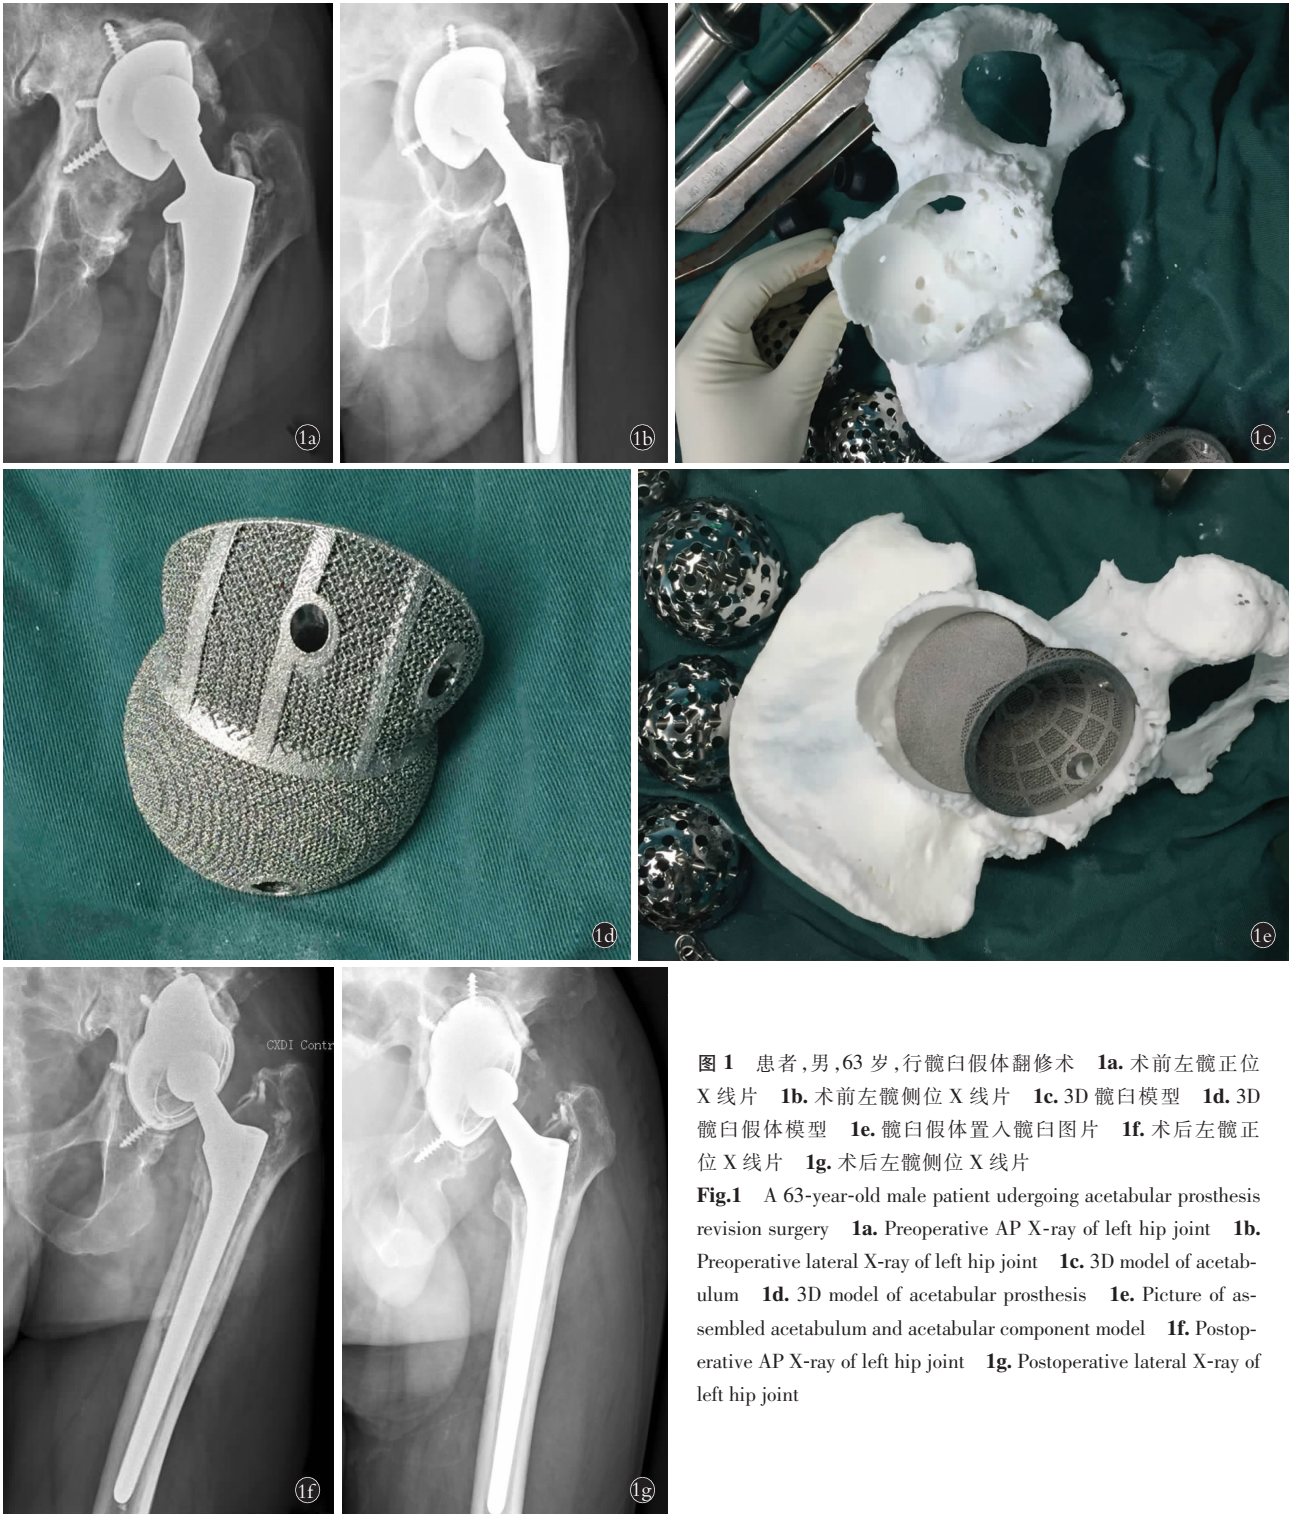 1a
1b
1c
1d
1e
CXDI Contr
1f
1g
图 1 患者,男,63 岁,行髋臼假体翻修术 1a. 术前左髋正位
X 线片 1b. 术前左髋侧位 X 线片 1c. 3D 髋臼模型 1d. 3D
髋臼假体模型 1e. 髋臼假体置入髋臼图片 1f. 术后左髋正
位 X 线片 1g. 术后左髋侧位 X 线片
Fig.1 A 63-year-old male patient udergoing acetabular prosthesis
revision surgery 1a. Preoperative AP X-ray of left hip joint 1b.
Preoperative lateral X-ray of left hip joint 1c. 3D model of acetab-
ulum 1d. 3D model of acetabular prosthesis 1e. Picture of as-
sembled acetabulum and acetabular component model 1f. Postop-
erative AP X-ray of left hip joint 1g. Postoperative lateral X-ray of
left hip joint